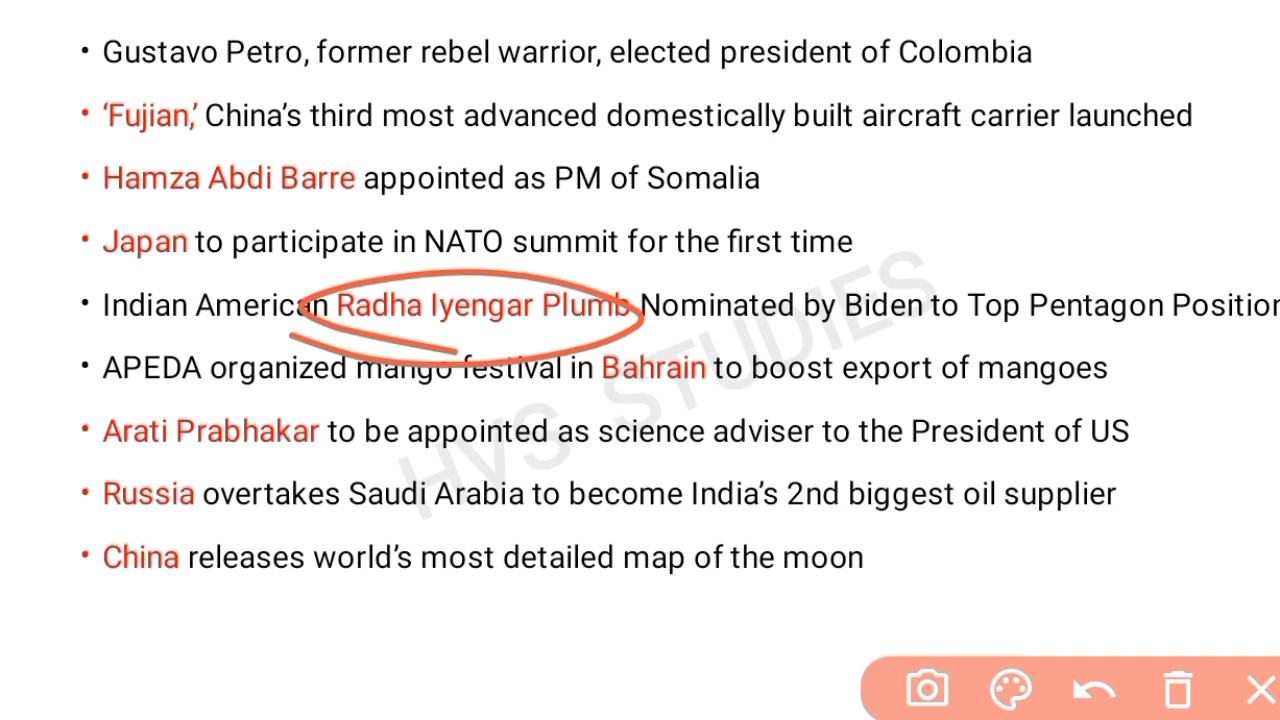 • Gustavo Petro, former rebel warrior, elected president of Colombia
• ‘Fujian,’ China’s third most advanced domestically built aircraft carrier launched
• Hamza Abdi Barre appointed as PM of Somalia
• Japan to participate in NATO summit for the first time
• Indian American Radha Iyengar Plumb Nominated by Biden to Top Pentagon Position
• APEDA organized mango festival in Bahrain to boost export of mangoes
• Arati Prabhakar to be appointed as science adviser to the President of US
• Russia overtakes Saudi Arabia to become India’s 2nd biggest oil supplier
• China releases world’s most detailed map of the moon
HVS STUDIES